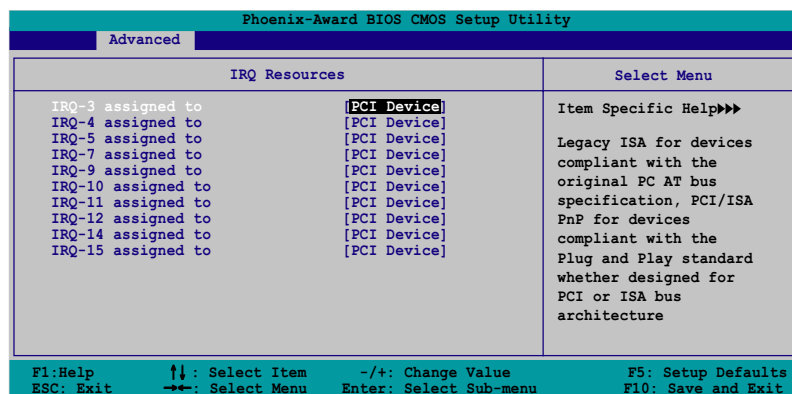 Phoenix-Award BIOS CMOS Setup Utility
Advanced
IRQ Resources
Select Menu
IRQ-3 assigned to [PCI Device]
IRQ-4 assigned to [PCI Device]
IRQ-5 assigned to [PCI Device]
IRQ-7 assigned to [PCI Device]
IRQ-9 assigned to [PCI Device]
IRQ-10 assigned to [PCI Device]
IRQ-11 assigned to [PCI Device]
IRQ-12 assigned to [PCI Device]
IRQ-14 assigned to [PCI Device]
IRQ-15 assigned to [PCI Device]
Item Specific Help▶▶▶
Legacy ISA for devices
compliant with the
original PC AT bus
specification, PCI/ISA
PnP for devices
compliant with the
Plug and Play standard
whether designed for
PCI or ISA bus
architecture
F1:Help ↑↓ : Select Item -/+: Change Value F5: Setup Defaults
ESC: Exit →←: Select Menu Enter: Select Sub-menu F10: Save and Exit